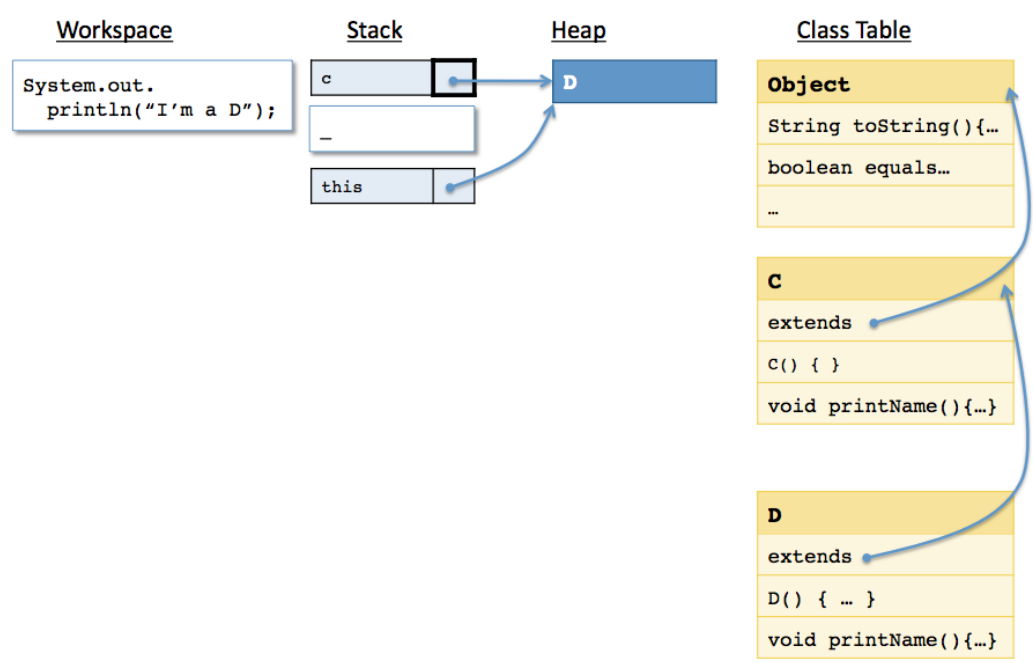 Workspace
Stack
Heap
Class Table
System.out.
println(“I’m a D”);
c
_
this
D
Object
String toString(){…
boolean equals…
…
C
extends
C() { }
void printName(){…}
D
extends
D() { … }
void printName(){…}